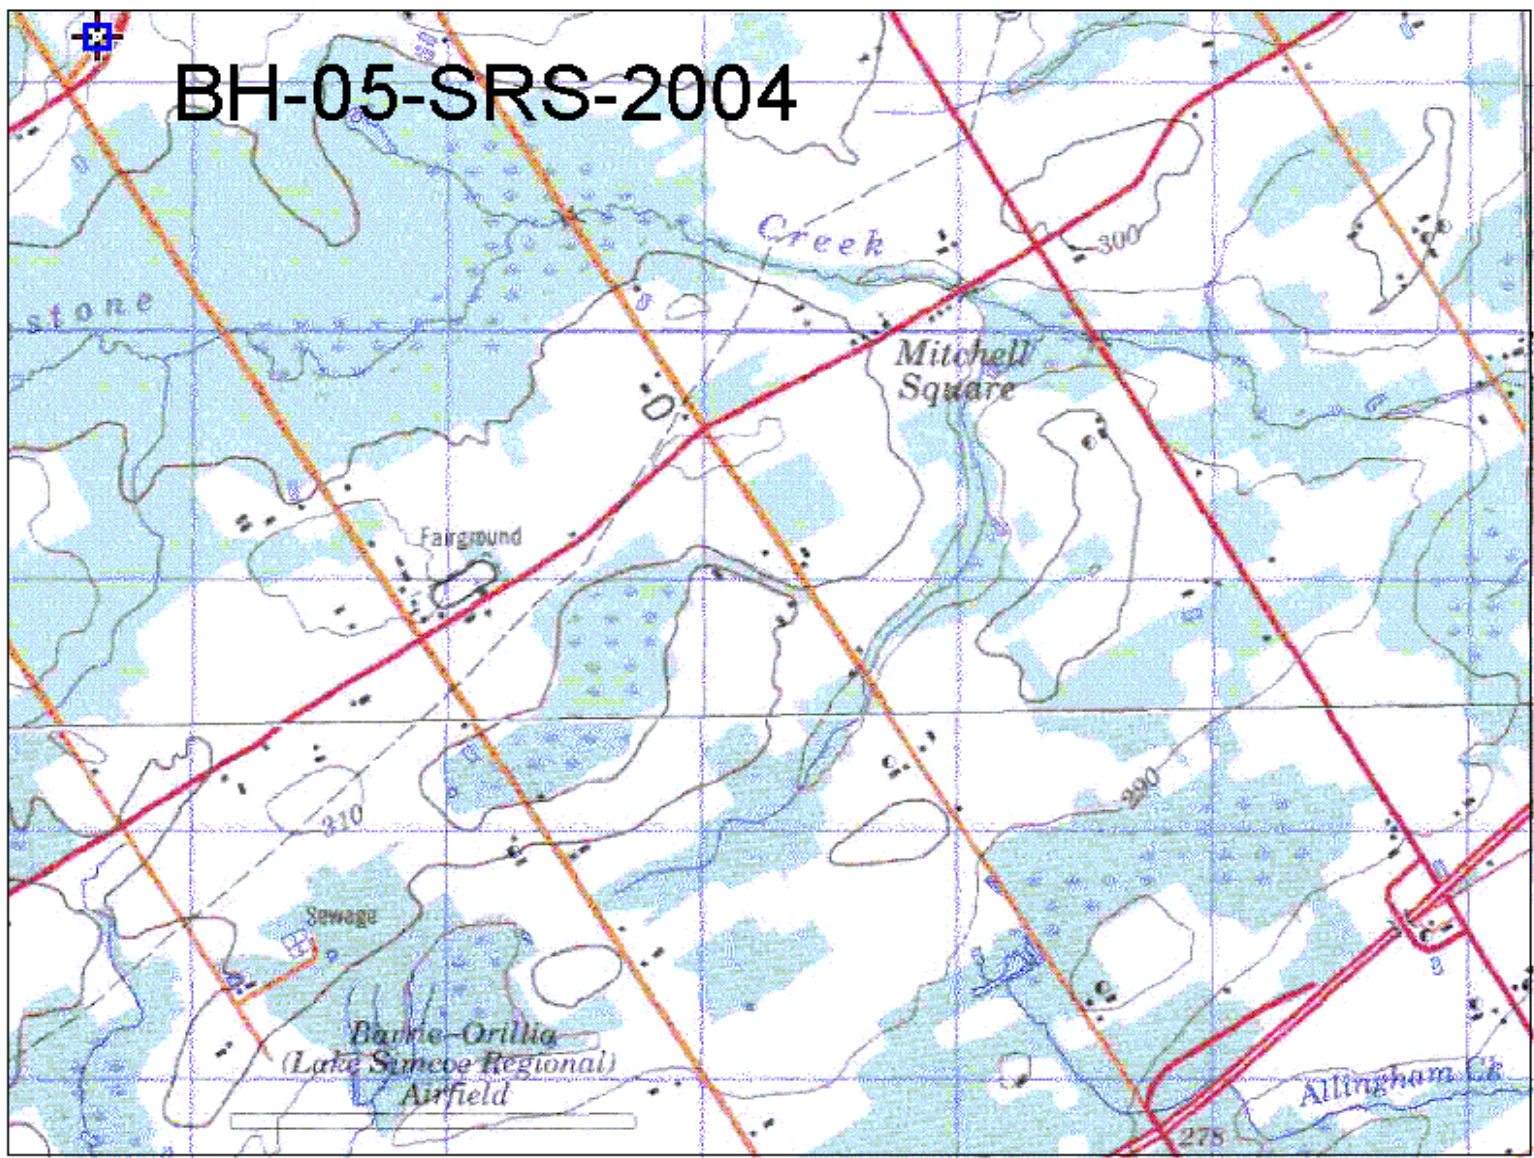 BH-05-SRS-2004
Creek
300
stone
Mitchell
Square
Fairground
290
310
Sewage
Barrie-Orillia
(Lake Simcoe Regional)
Airfield
Allingham Ck
278